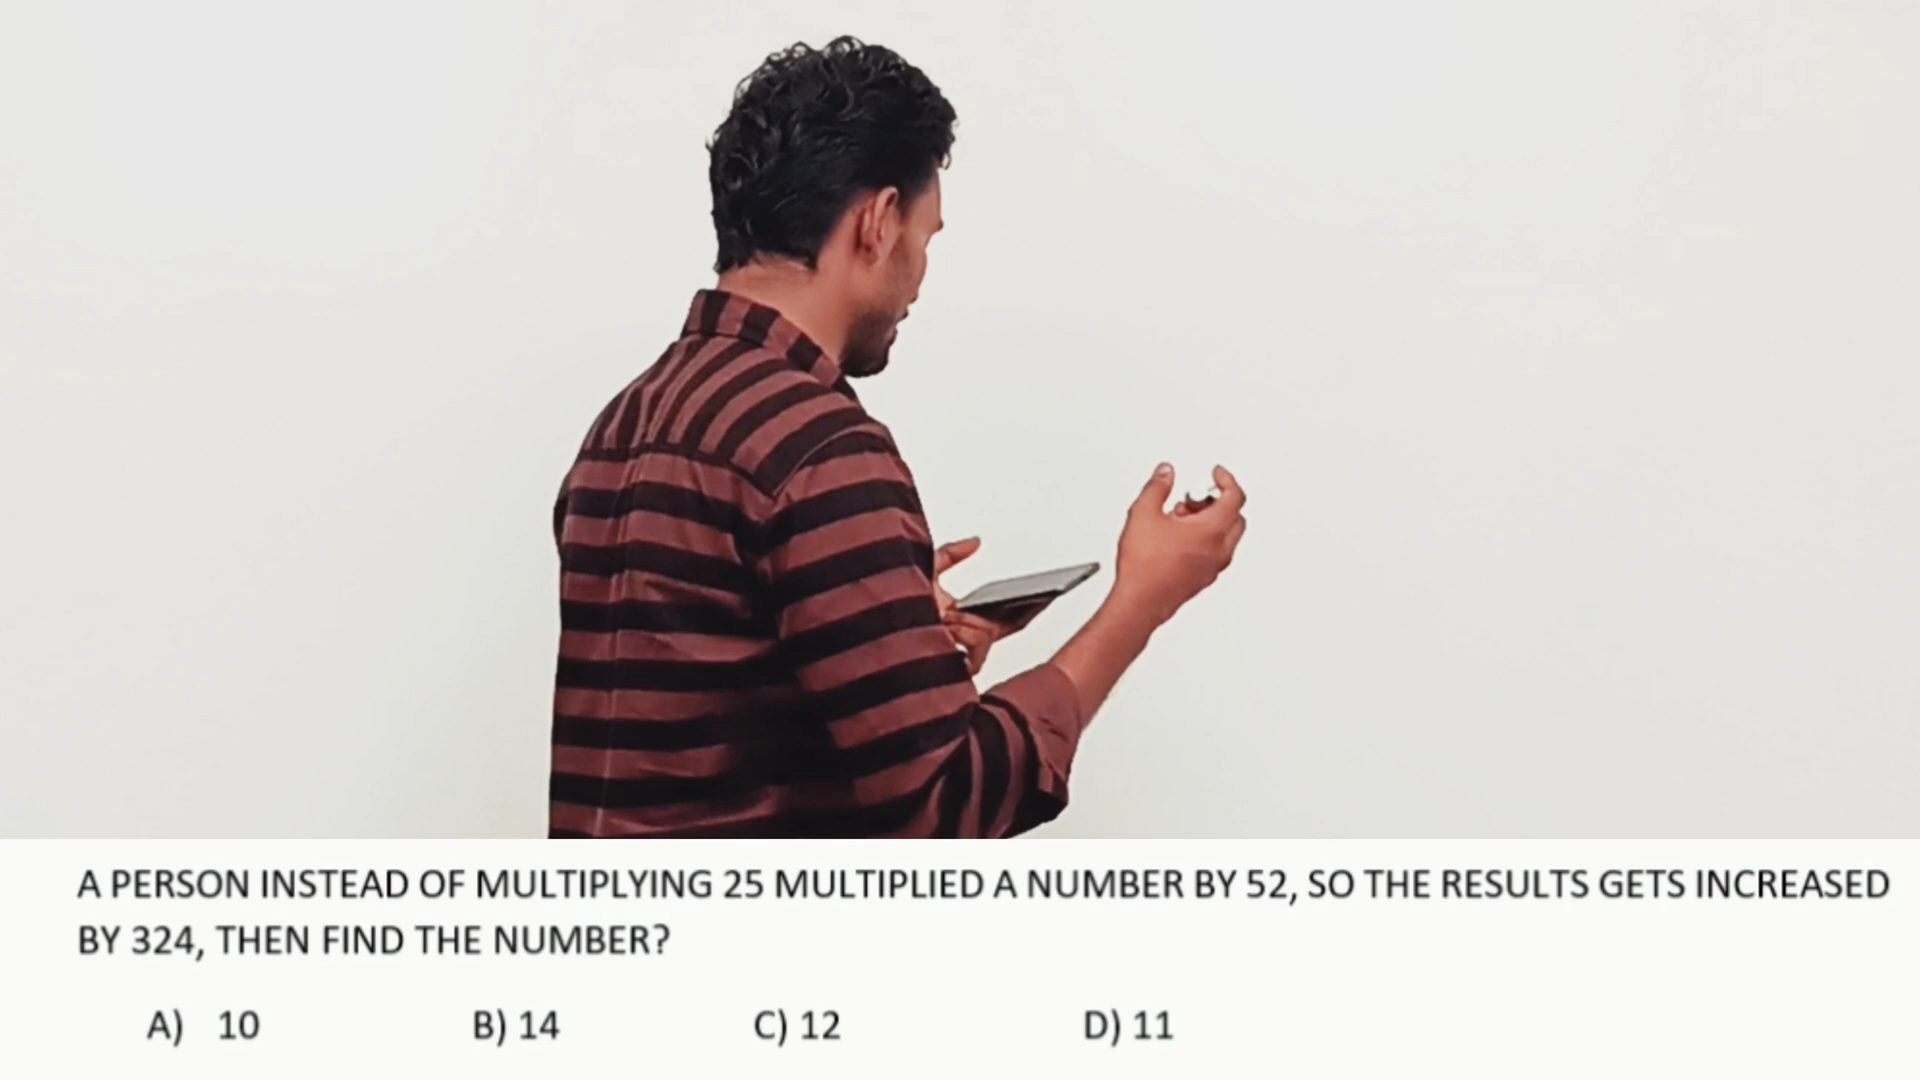 A PERSON INSTEAD OF MULTIPLYING 25 MULTIPLIED A NUMBER BY 52, SO THE RESULTS GETS INCREASED
BY 324, THEN FIND THE NUMBER?
A) 10 B) 14 C) 12 D) 11